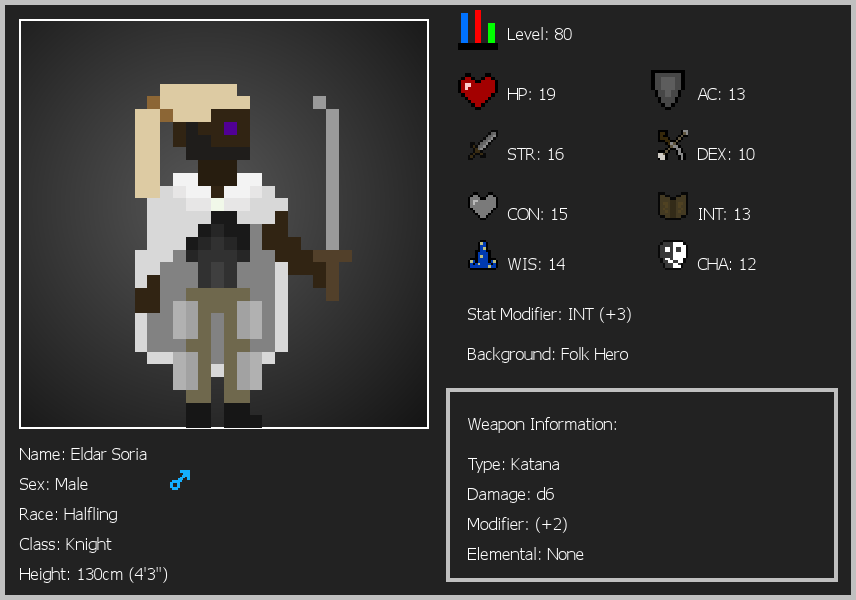 Level: 80
HP: 19
AC: 13
STR: 16
DEX: 10
CON: 15
INT: 13
WIS: 14
CHA: 12
Stat Modifier: INT (+3)
Background: Folk Hero
Weapon Information:
Type: Katana
Damage: d6
Modifier: (+2)
Elemental: None
Name: Eldar Soria
Sex: Male
Race: Halfling
Class: Knight
Height: 130cm (4'3")